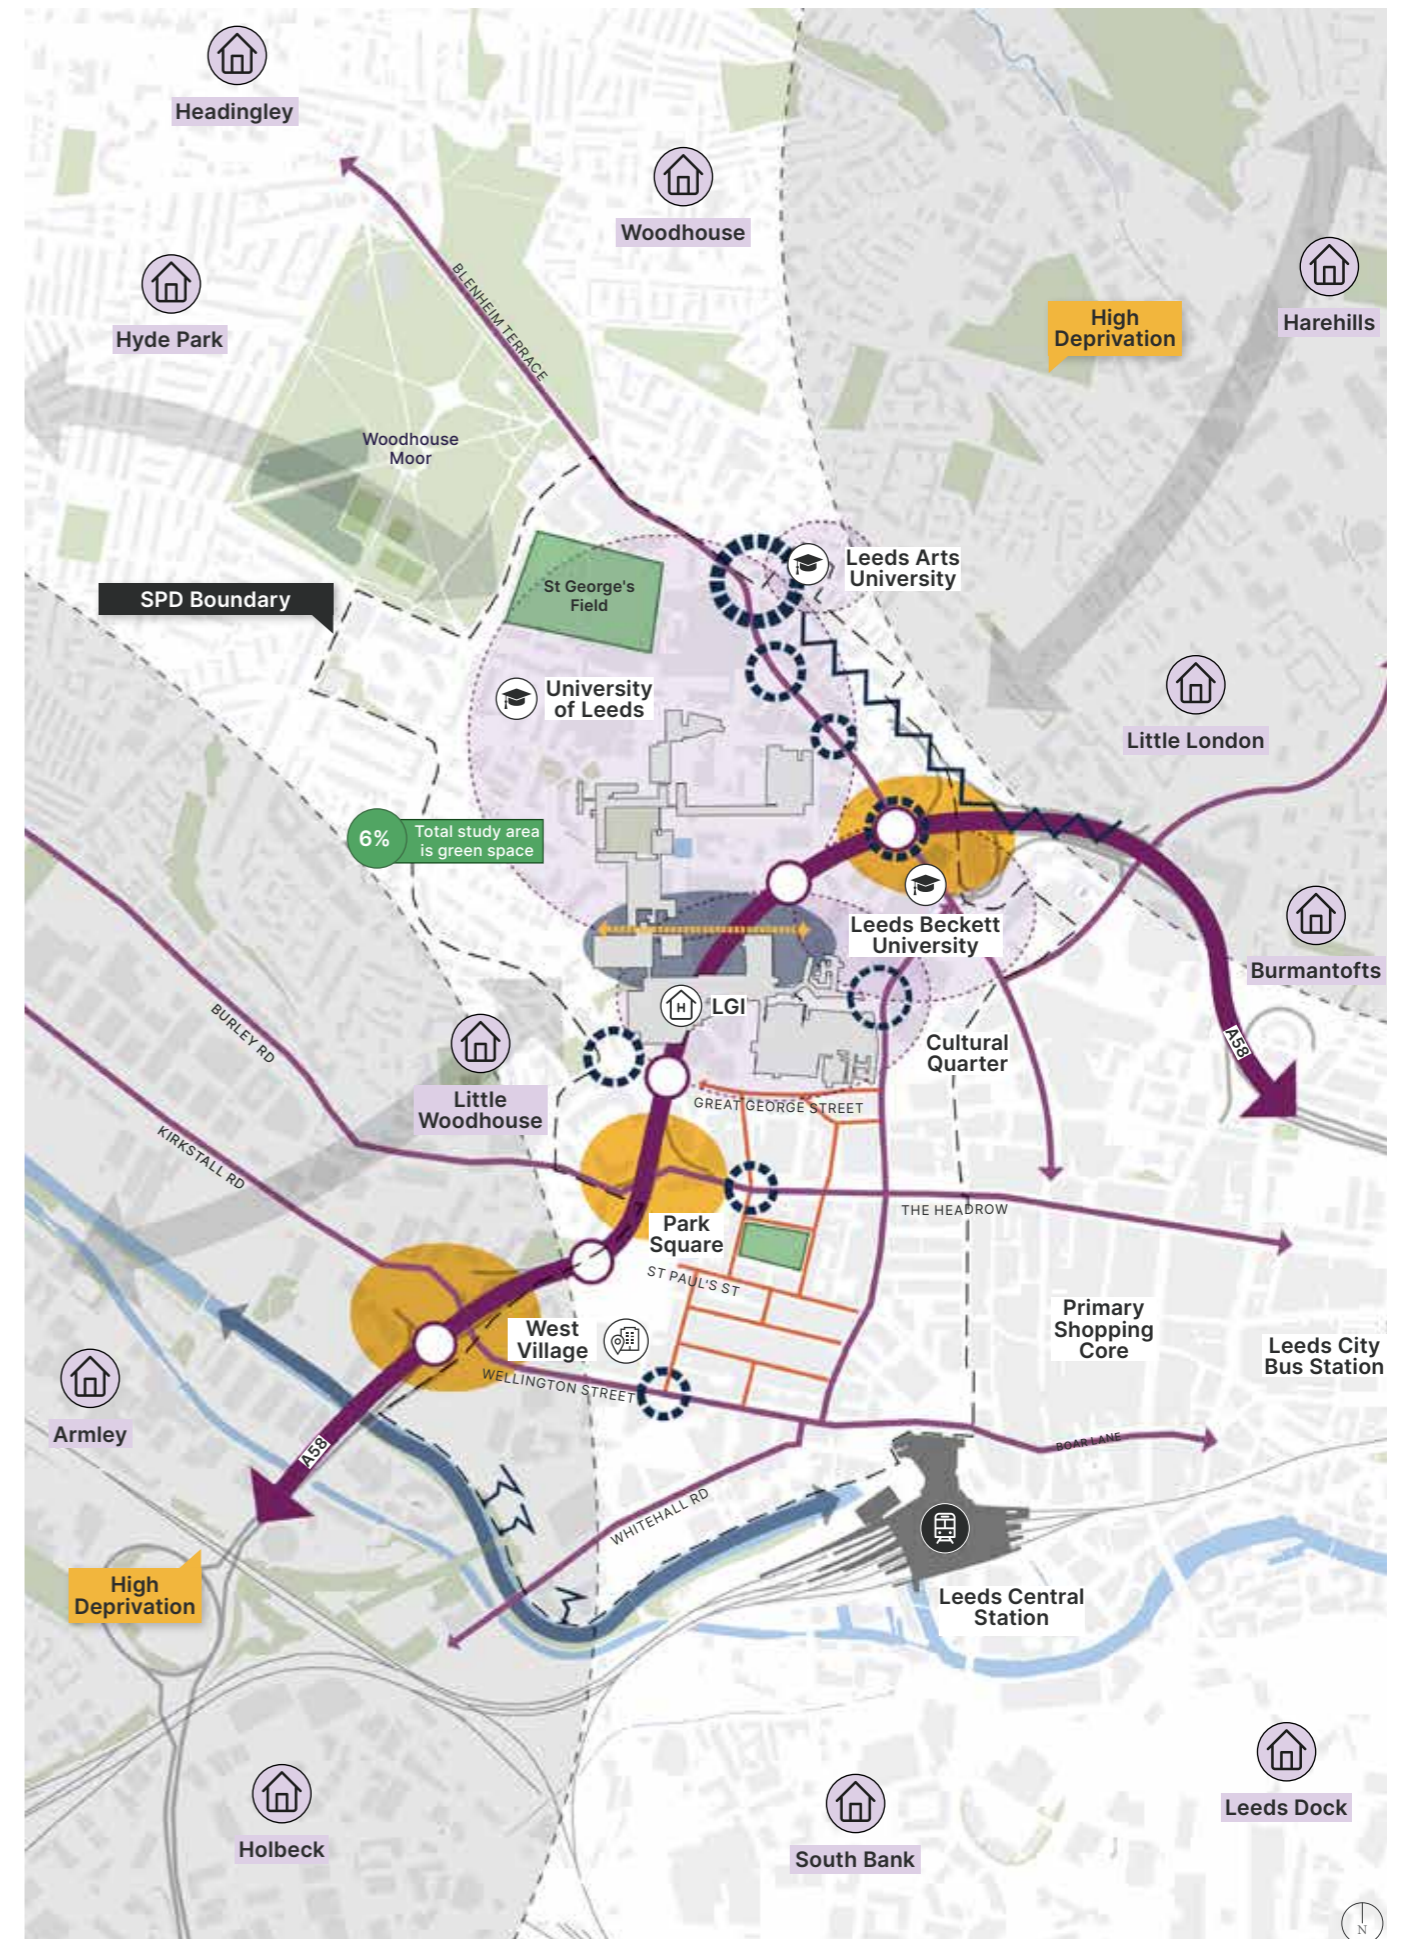 Headingley
Woodhouse
Hyde Park
Harehills
High
Deprivation
BLENHEIM TERRACE
Woodhouse
Moor
Leeds Arts
University
St George's
Field
SPD Boundary
University
of Leeds
Little London
6%
Total study area
is green space
Leeds Beckett
University
Burmantofts
H
LGI
BURLEY RD
Cultural
Quarter
A58
Little
Woodhouse
GREAT GEORGE STREET
KIRKSTALL RD
THE HEADROW
Park
Square
ST PAUL'S ST
West
Village
Primary
Shopping
Core
Leeds City
Bus Station
WELLINGTON STREET
Armley
A58
BOAR LANE
WHITEHALL RD
High
Deprivation
Leeds Central
Station
Holbeck
South Bank
Leeds Dock
N